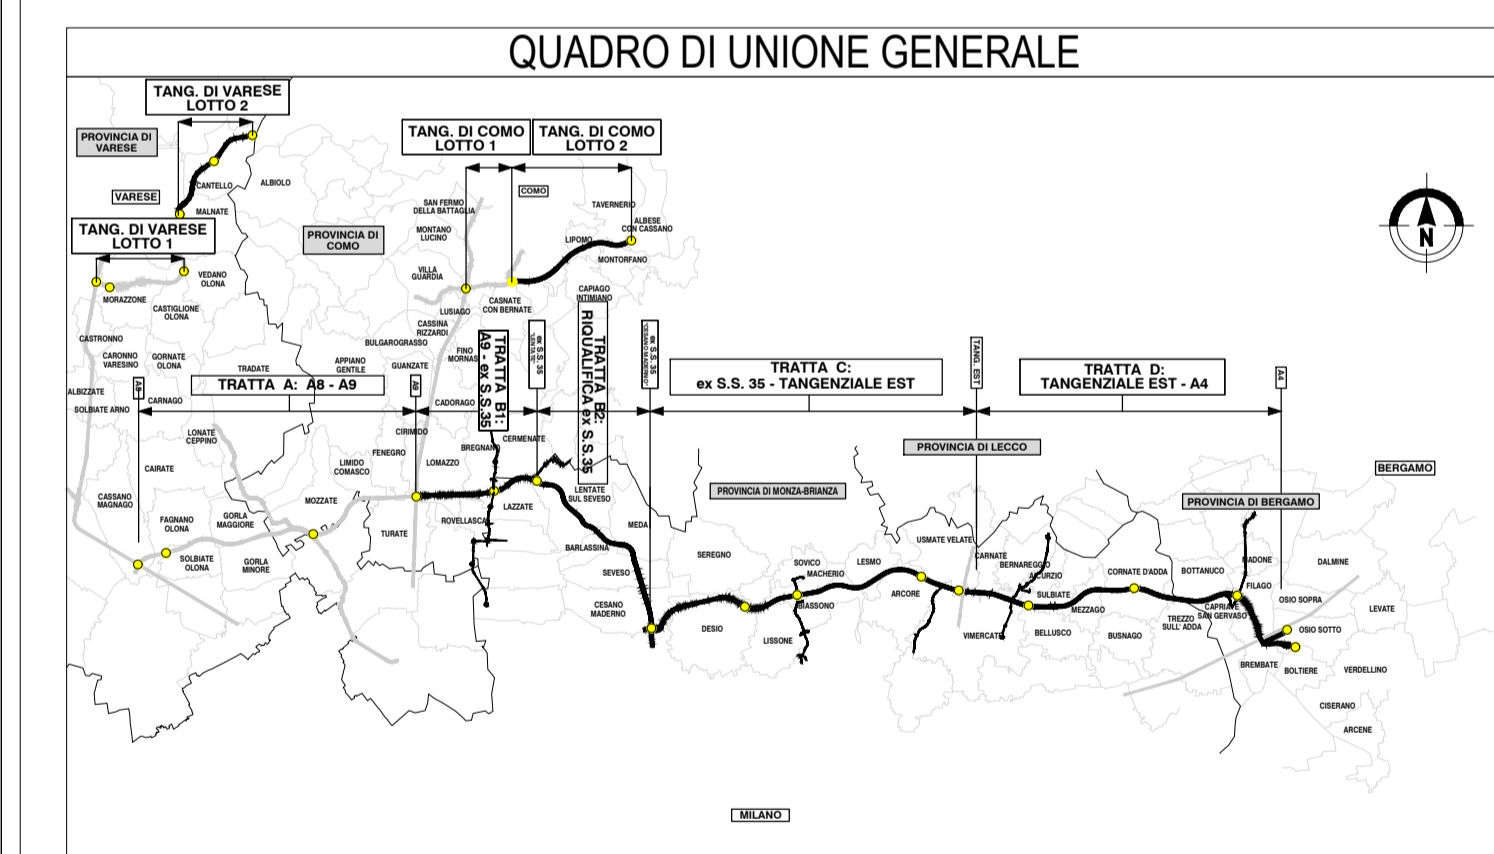 QUADRO DI UNIONE GENERALE
TANG. DI VARESE
LOTTO 2
PROVINCIA DI
VARESE
TANG. DI COMO
LOTTO 1
TANG. DI COMO
LOTTO 2
CANTELLO
ALBIOLO
VARESE
MALNATE
COMO
SAN FERMO
DELLA BATTAGLIA
TAVERNERIO
ALBESE
CON CASSANO
TANG. DI VARESE
LOTTO 1
PROVINCIA DI
COMO
MONTANO
LUCINO
LIPOMO
MONTORFANO
N
VILLA
GUARDIA
VEDANO
OLONA
MORAZZONE
CASTIGLIONE
OLONA
CAPIAGO
INTIMIANO
CASNATE
CON BERNATE
LUSIAGO
CASSINA
RIZZARDI
CASTRONNO
BULGAROGRASSO
CARONNO
VARESINO
GORNATE
OLONA
TRADATE
APPIANO
GENTILE
GUANZATE
FINO
MORNAS
TRATTA B1:
A9 - ex S.S.35
ex S.S. 35
"LENTATE"
TRATTA B2:
RIQUALIFICA ex S.S.35
ex S.S. 35
"CESANO MADERNO"
TRATTA C:
ex S.S. 35 - TANGENZIALE EST
TANG. EST
TRATTA D:
TANGENZIALE EST - A4
A4
ALBIZZATE
A8
TRATTA A: A8 - A9
A9
SOLBIATE ARNO
CARNAGO
CADORAGO
LONATE
CEPPINO
CIRIMIDO
CERMENATE
BREGNANO
PROVINCIA DI LECCO
FENEGRO
LOMAZZO
LIMIDO
COMASCO
CAIRATE
BERGAMO
CASSANO
MAGNAGO
MOZZATE
LENTATE
SUL SEVESO
PROVINCIA DI MONZA-BRIANZA
PROVINCIA DI BERGAMO
LAZZATE
FAGNANO
OLONA
GORLA
MAGGIORE
ROVELLASCA
TURATE
MEDA
USMATE VELATE
BARLASSINA
SEREGNO
SOLBIATE
OLONA
GORLA
MINORE
SOVICO
MACHERIO
LESMO
CARNATE
BERNAREGGIO
AICURZIO
CORNATE D'ADDA
BOTTANUCO
MADONE
DALMINE
SEVESO
FILAGO
ARCORE
SULBIATE
OSIO SOPRA
CESANO
MADERNO
BIASSONO
MEZZAGO
CAPRIATE
SAN GERVASO
LEVATE
TREZZO
SULL' ADDA
DESIO
LISSONE
VIMERCATE
BELLUSCO
BUSNAGO
OSIO SOTTO
BREMBATE
BOLTIERE
VERDELLINO
CISERANO
ARCENE
MILANO